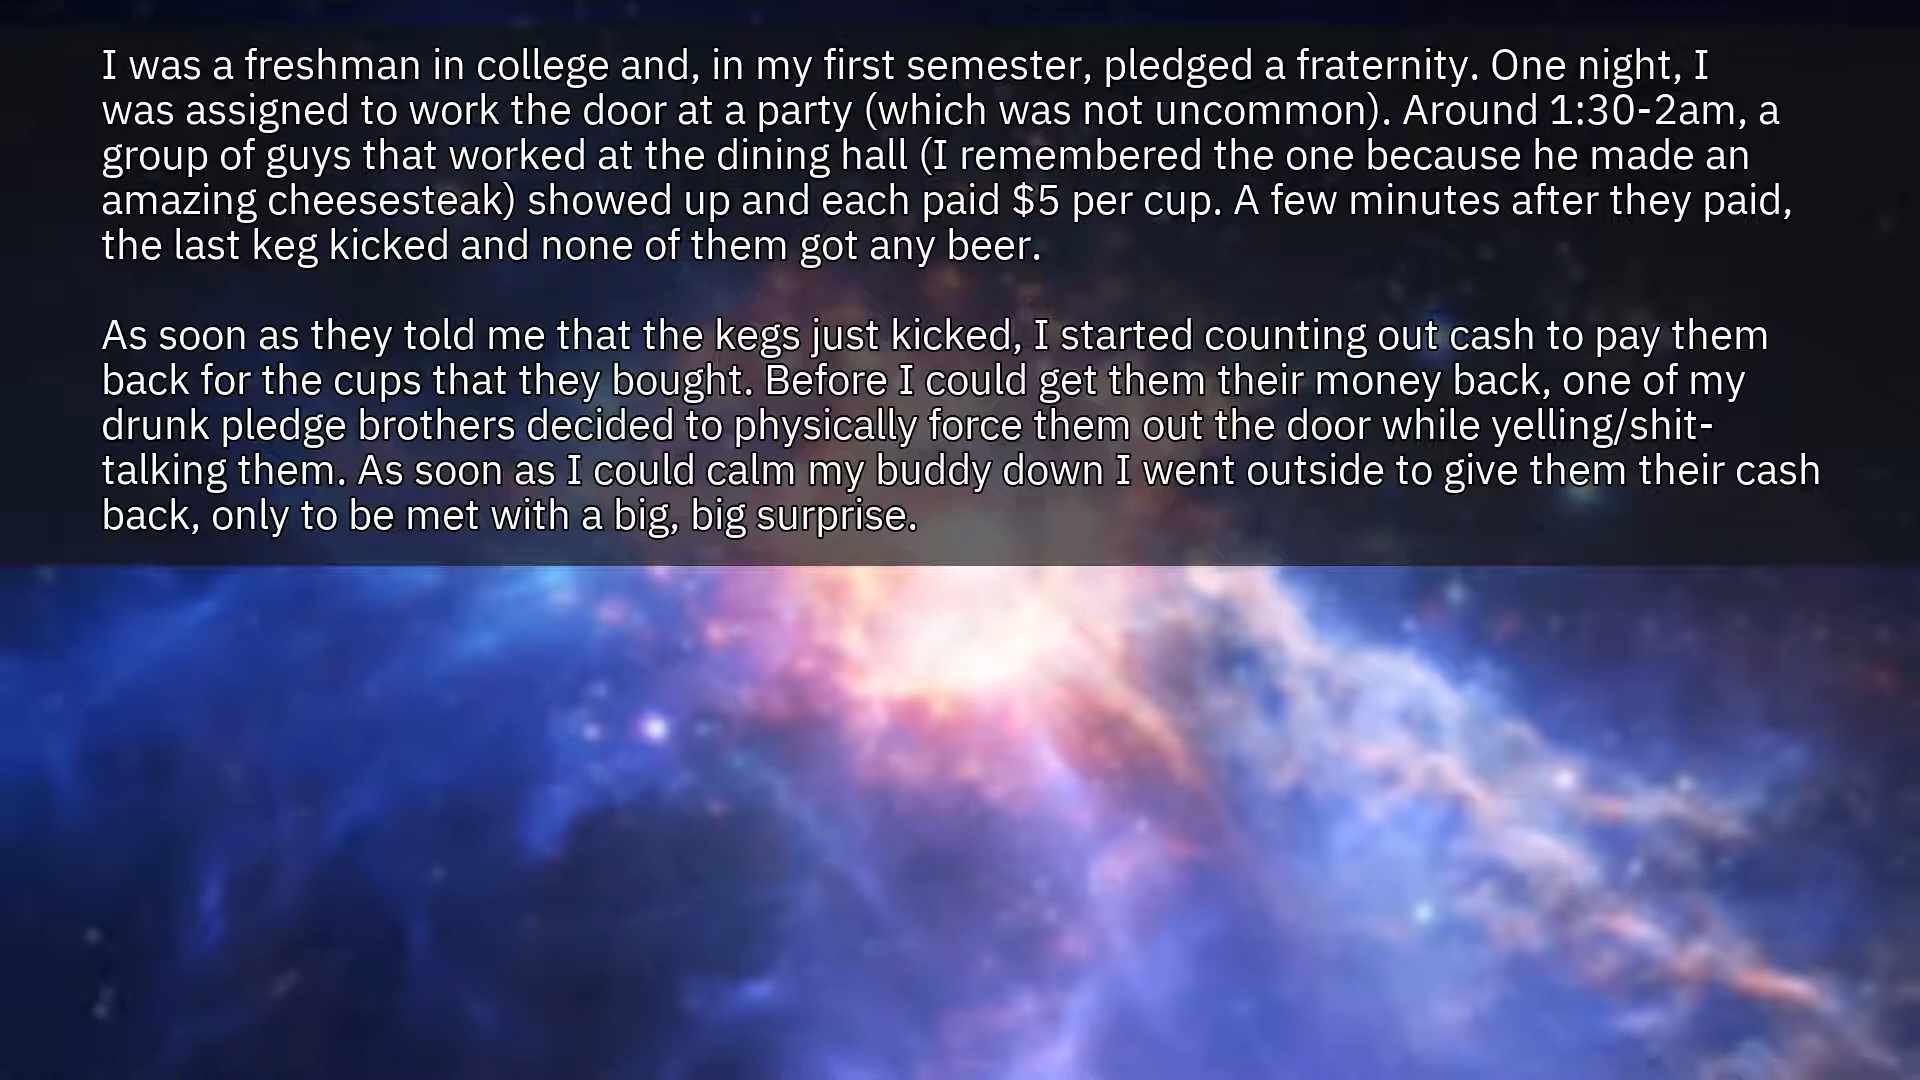 I was a freshman in college and, in my first semester, pledged a fraternity. One night, I
was assigned to work the door at a party (which was not uncommon). Around 1:30-2am, a
group of guys that worked at the dining hall (I remembered the one because he made an
amazing cheesesteak) showed up and each paid $5 per cup. A few minutes after they paid,
the last keg kicked and none of them got any beer.

As soon as they told me that the kegs just kicked, I started counting out cash to pay them
back for the cups that they bought. Before I could get them their money back, one of my
drunk pledge brothers decided to physically force them out the door while yelling/shit-
talking them. As soon as I could calm my buddy down I went outside to give them their cash
back, only to be met with a big, big surprise.